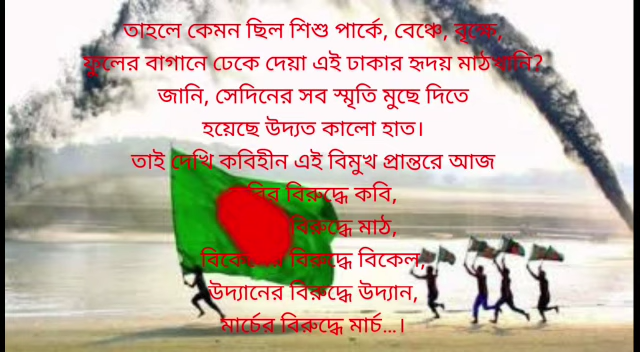 তাহলে কেমন ছিল শিশু পার্কে, বেঞ্চে, বৃক্ষে,
ফুলের বাগানে ঢেকে দেয়া এই ঢাকার হৃদয় মাঠখানি?
জানি, সেদিনের সব স্মৃতি মুছে দিতে
হয়েছে উদ্যত কালো হাত।
তাই দেখি কবিহীন এই বিমুখ প্রান্তরে আজ
বিরুদ্ধে কবি,
বিরুদ্ধে মাঠ,
বিরুদ্ধে বিকেল,
উদ্যানের বিরুদ্ধে উদ্যান,
মার্চের বিরুদ্ধে মার্চ...।